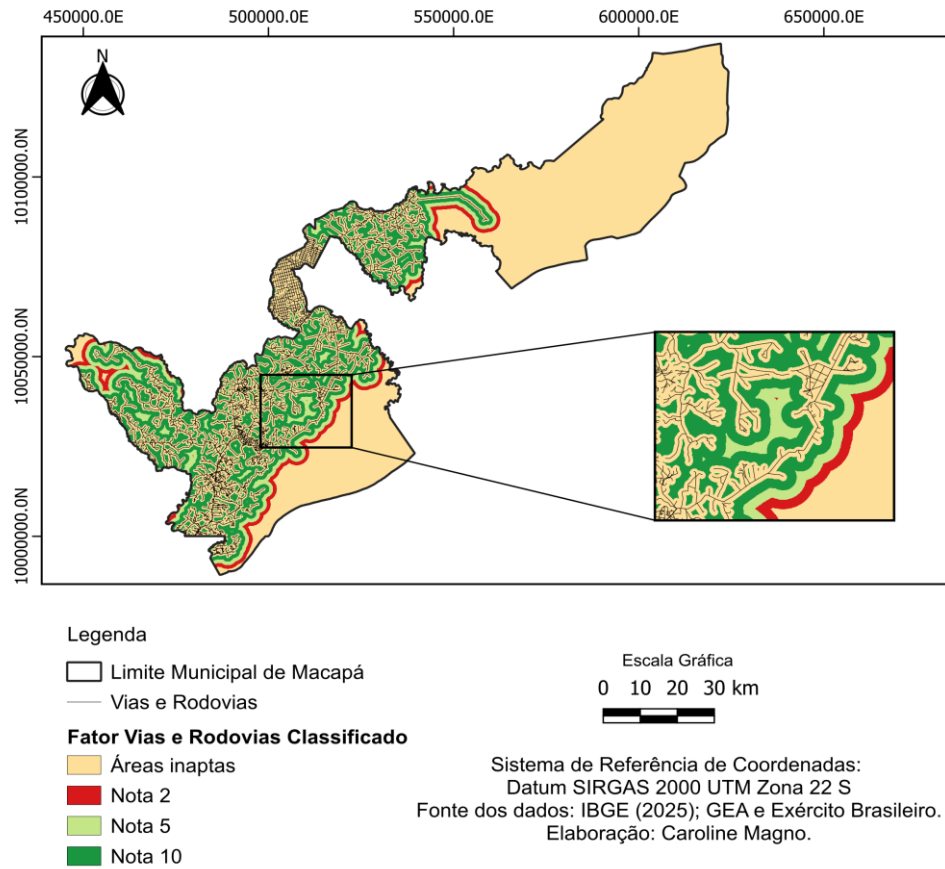 450000.0E 500000.0E 550000.0E 600000.0E 650000.0E
N
10100000.0N
10050000.0N
10000000.0N
Legenda
Limite Municipal de Macapá
Vias e Rodovias
Fator Vias e Rodovias Classificado
Áreas inaptas
Nota 2
Nota 5
Nota 10
Escala Gráfica
0 10 20 30 km
Sistema de Referência de Coordenadas:
Datum SIRGAS 2000 UTM Zona 22 S
Fonte dos dados: IBGE (2025); GEA e Exército Brasileiro.
Elaboração: Caroline Magno.